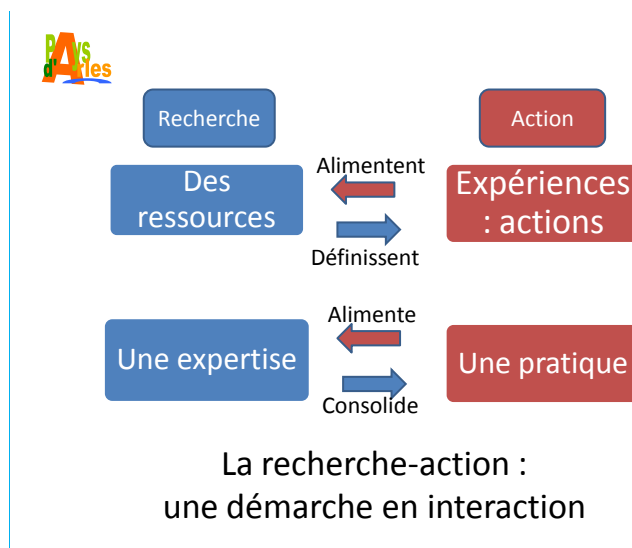 Pays
d'Arles
Recherche
Action
Des
ressources
Alimentent
Définissent
Expériences
: actions
Une expertise
Alimente
Consolide
Une pratique
La recherche-action :
une démarche en interaction